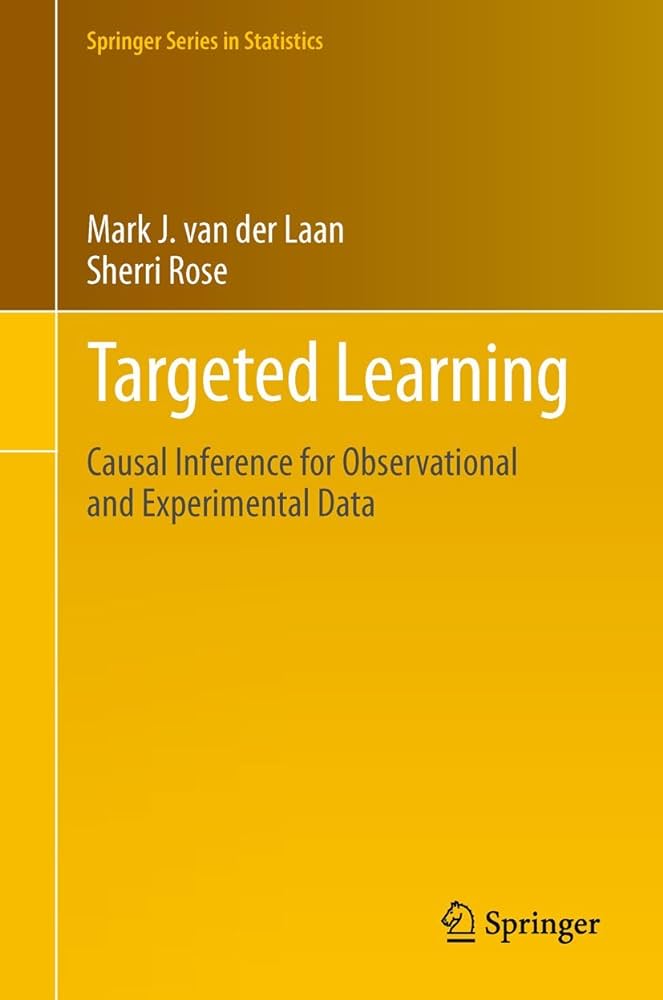 Springer Series in Statistics
Mark J. van der Laan
Sherri Rose
Targeted Learning
Causal Inference for Observational
and Experimental Data
Springer